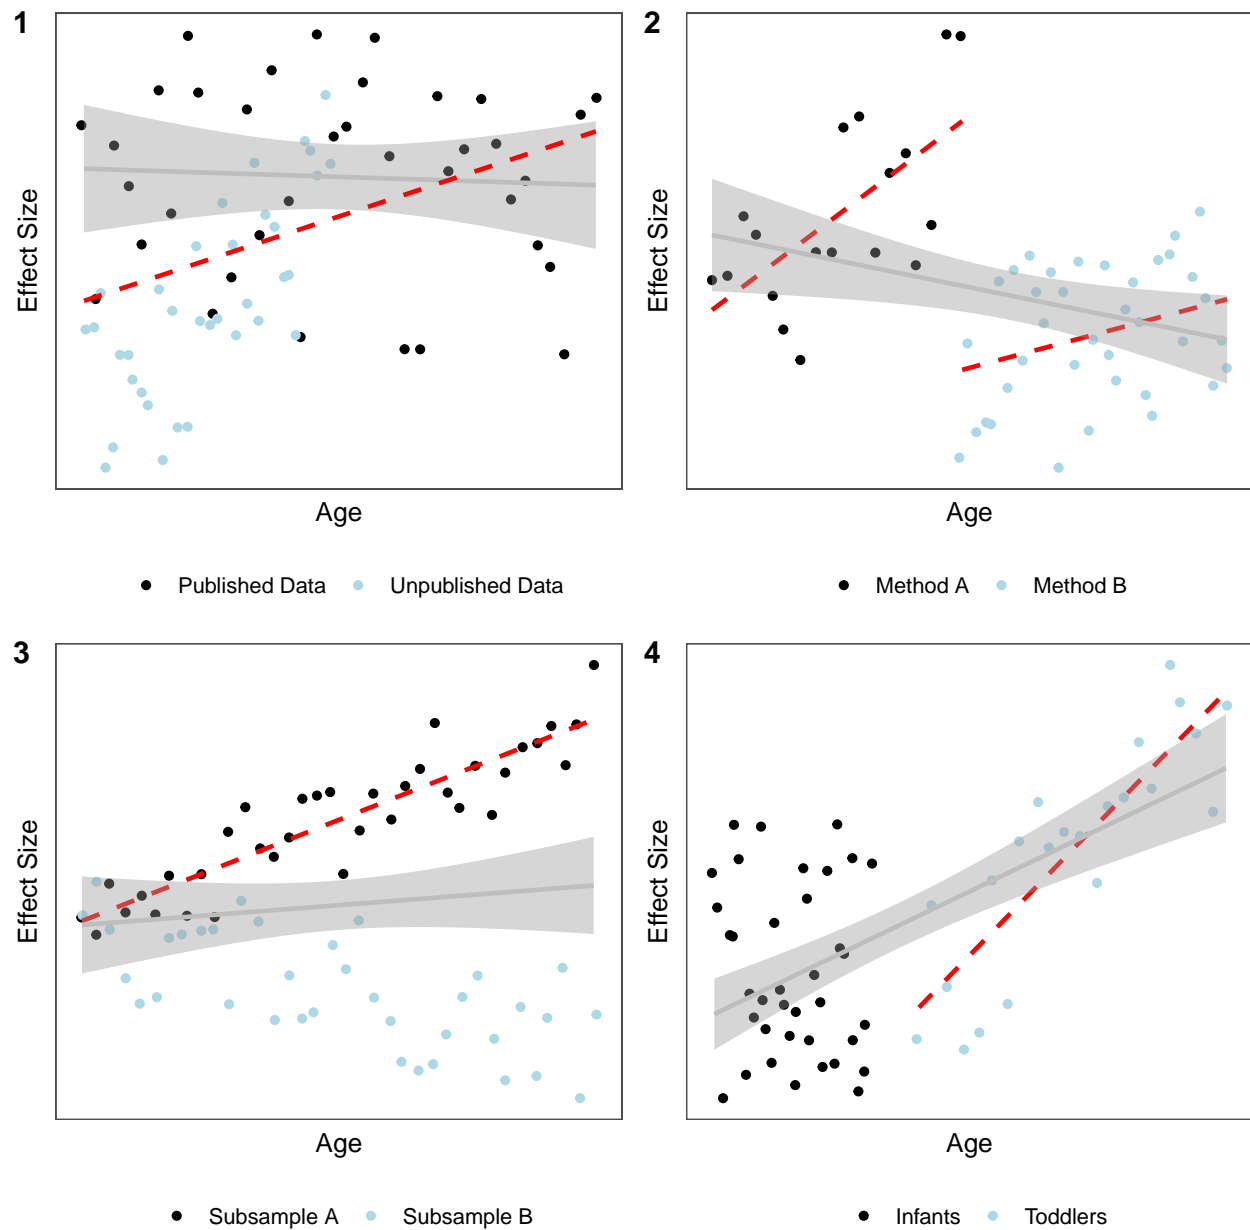 1
Effect Size
Age
Published Data
Unpublished Data
2
Effect Size
Age
Method A
Method B
3
Effect Size
Age
Subsample A
Subsample B
4
Effect Size
Age
Infants
Toddlers